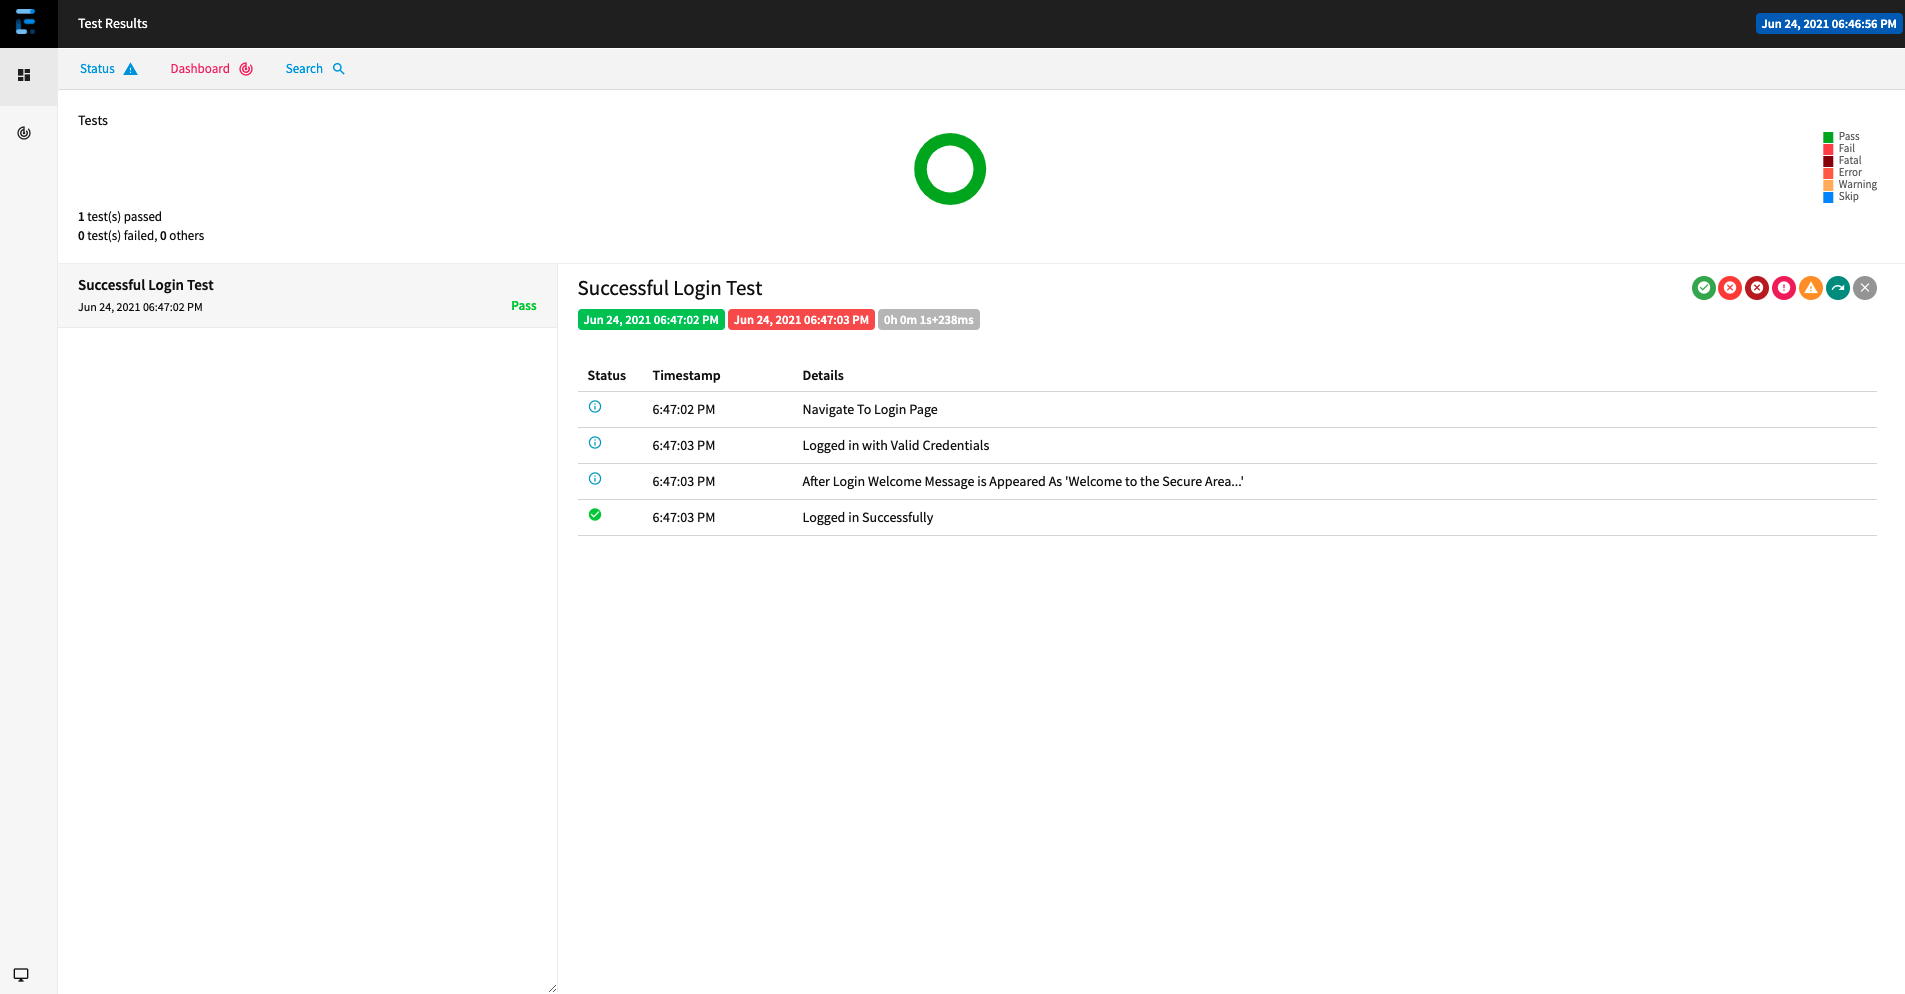 Test Results
Jun 24, 2021 06:46:56 PM
Status Dashboard Search
Tests
1 test(s) passed
0 test(s) failed, 0 others
Pass
Fail
Fatal
Error
Warning
Skip
Successful Login Test
Jun 24, 2021 06:47:02 PM
Pass
Successful Login Test
Jun 24, 2021 06:47:02 PM Jun 24, 2021 06:47:03 PM 0h 0m 1s+238ms
Status Timestamp Details
6:47:02 PM Navigate To Login Page
6:47:03 PM Logged in with Valid Credentials
6:47:03 PM After Login Welcome Message is Appeared As 'Welcome to the Secure Area...'
6:47:03 PM Logged in Successfully